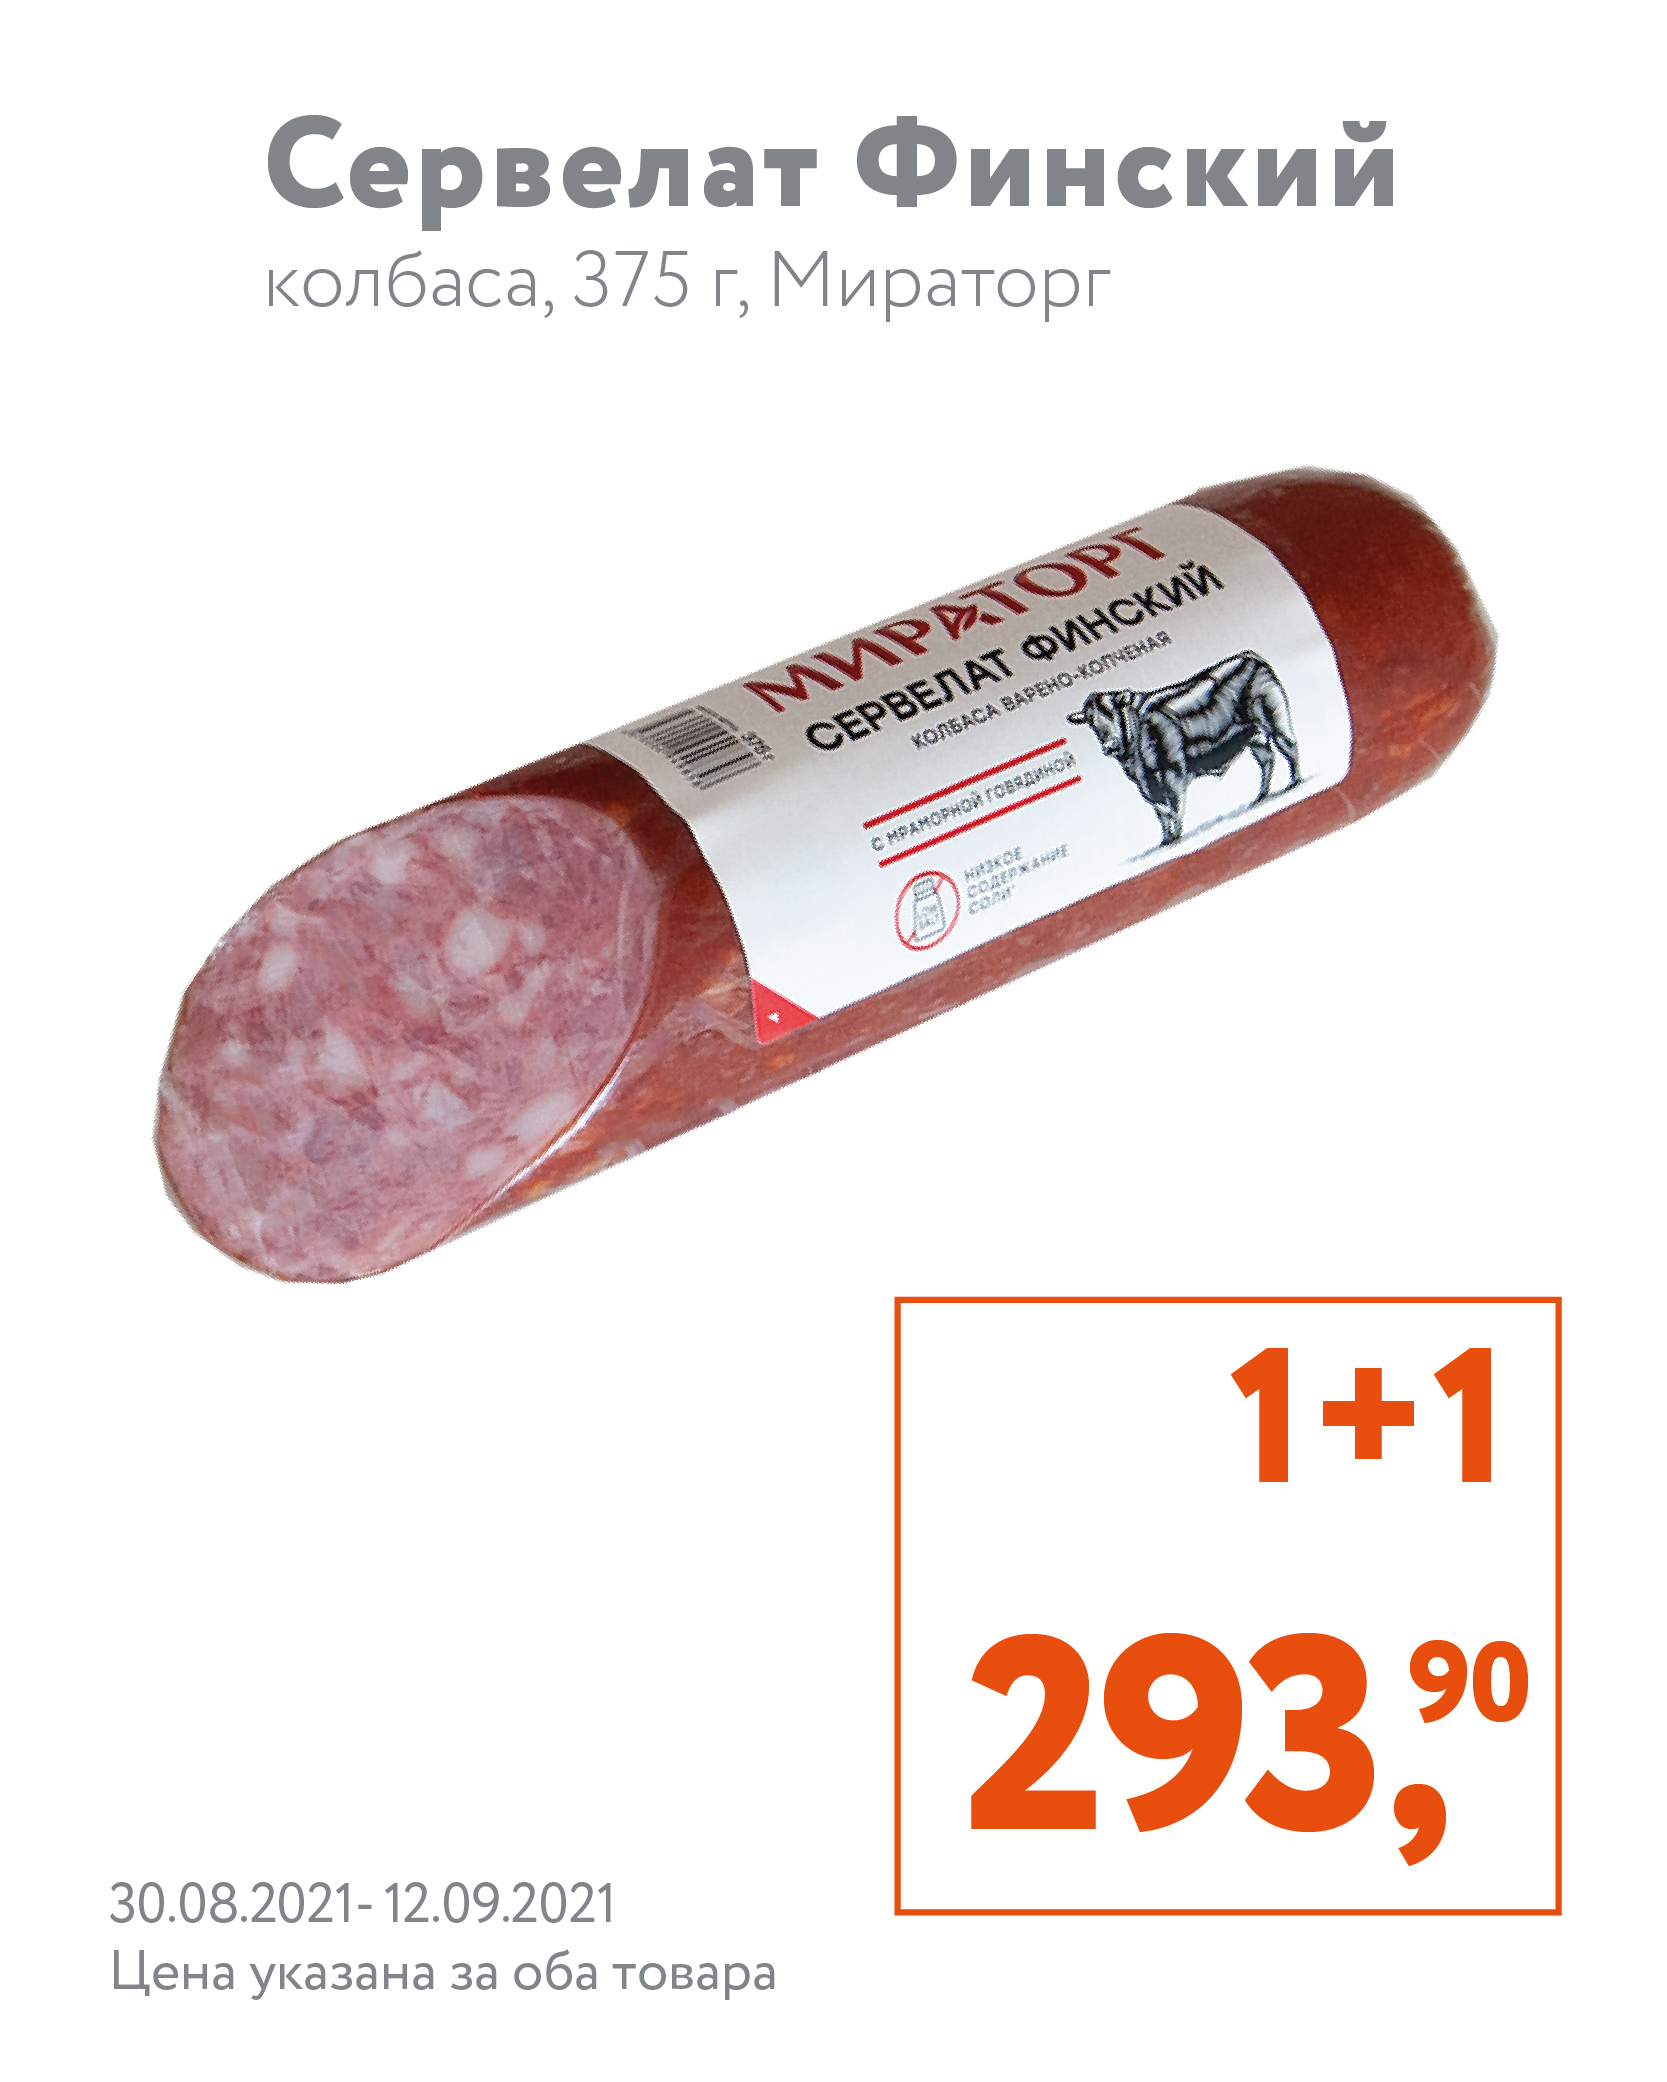 Сервелат Финский
колбаса, 375 г, Мираторг
МИРАТОРГ
СЕРВЕЛАТ ФИНСКИЙ
КОЛБАСА ВАРЕНО-КОПЧЕНАЯ
С МРАМОРНОЙ ГОВЯДИНОЙ
НИЗКОЕ
СОДЕРЖАНИЕ
СОЛИ*
1+1
293,90
30.08.2021- 12.09.2021
Цена указана за оба товара